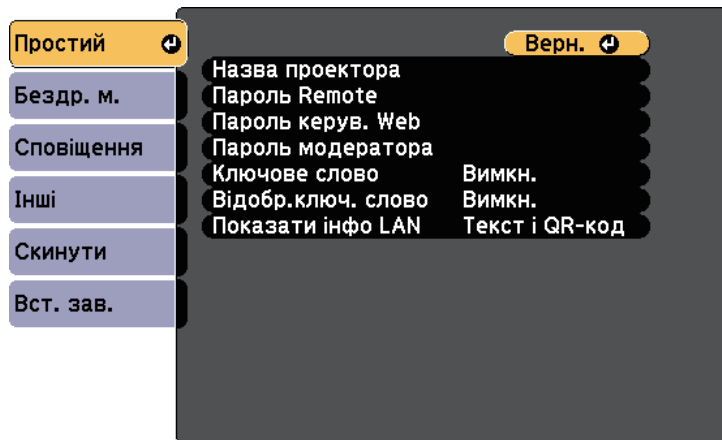 Простий
Бездр. м.
Сповіщення
Інші
Скинути
Вст. зав.
Верн.
Назва проектора
Пароль Remote
Пароль керув. Web
Пароль модератора
Ключове слово Вимкн.
Відобр.ключ. слово Вимкн.
Показати інфо LAN Текст і QR-код